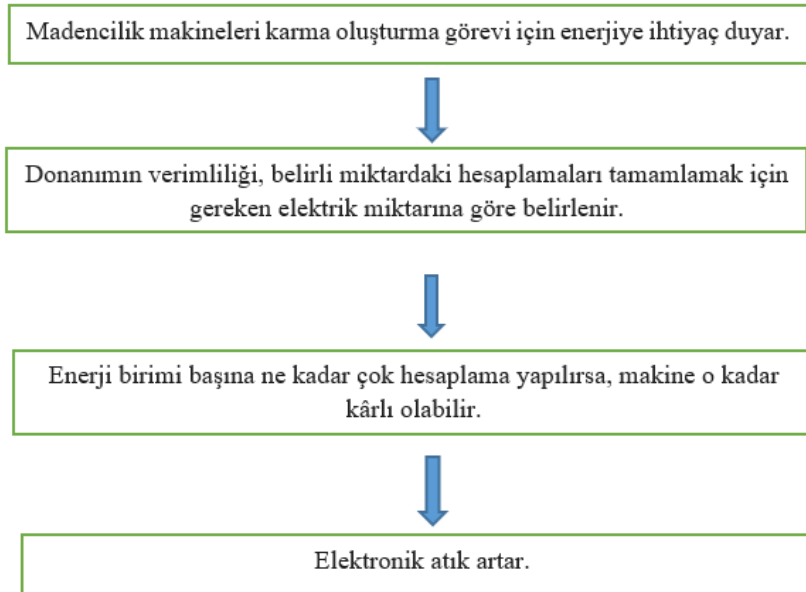 Madencilik makineleri karma oluşturma görevi için enerjiye ihtiyaç duyar.
Donanımın verimliliği, belirli miktardaki hesaplamaları tamamlamak için
gereken elektrik miktarına göre belirlenir.
Enerji birimi başına ne kadar çok hesaplama yapılırsa, makine o kadar
kârlı olabilir.
Elektronik atık artar.